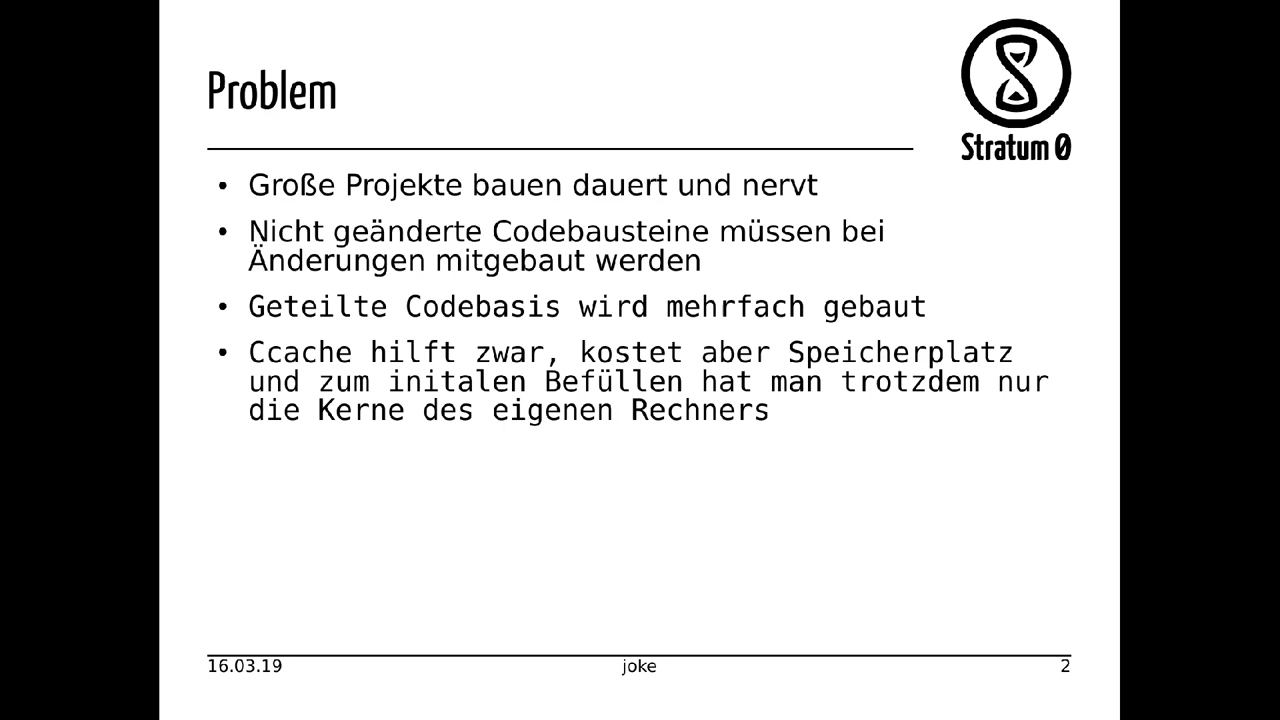 Problem
Stratum 0
• Große Projekte bauen dauert und nervt
• Nicht geänderte Codebausteine müssen bei
Änderungen mitgebaut werden
• Geteilte Codebasis wird mehrfach gebaut
• Ccache hilft zwar, kostet aber Speicherplatz
und zum initalen Befüllen hat man trotzdem nur
die Kerne des eigenen Rechners
16.03.19
joke
2